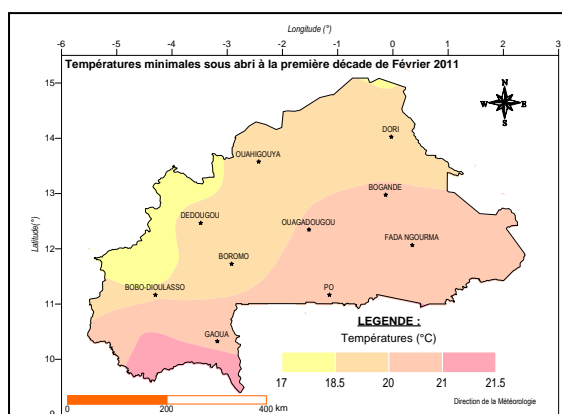 Longitude (°)
-6 -5 -4 -3 -2 -1 0 1 2 3
Températures minimales sous abri à la première décade de Février 2011
15
N
W E
S
14
DORI
OUAHIGOUYA
13
BOGANDE
DEDOUGOU
OUAGADOUGOU
FADA NGOURMA
Latitude(°)
12
BOROMO
BOBO-DIOULASSO
PO
11
LEGENDE :
GAOUA
Températures (°C)
10
17 18.5 20 21 21.5
Direction de la Météorologie
0 200 400 km
9